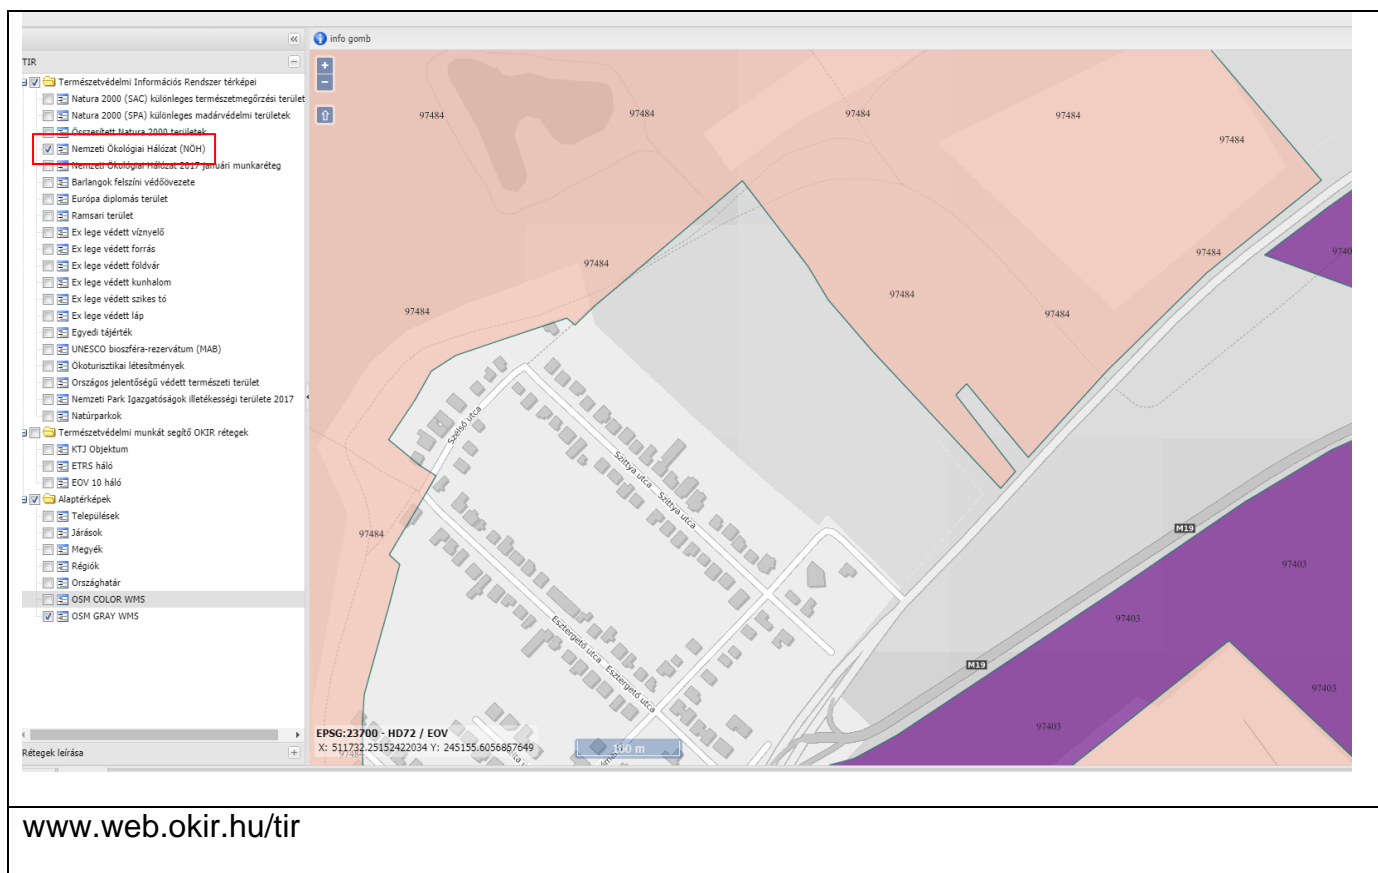 info gomb
TIR
Természetvédelmi Információs Rendszer térképei
Natura 2000 (SAC) különleges természetmegőrzési terület
Natura 2000 (SPA) különleges madárvédelmi területek
Összesített Natura 2000 területek
Nemzeti Ökológiai Hálózat (NÖH)
Nemzeti Ökológiai Hálózat 2017 januári munkaréteg
Barlangok felszíni védőövezete
Európa diplomás terület
Ramsari terület
Ex lege védett víznyelő
Ex lege védett forrás
Ex lege védett földvár
Ex lege védett kunhalom
Ex lege védett szikes tó
Ex lege védett láp
Egyedi tájérték
UNESCO bioszféra-rezervátum (MAB)
Ökoturisztikai létesítmények
Országos jelentőségű védett természeti terület
Nemzeti Park Igazgatóságok illetékességi területe 2017
Natúrparkok
Természetvédelmi munkát segítő OKIR rétegek
KTJ Objektum
ETRS háló
EOV 10 háló
Alaptérképek
Települések
Járások
Megyék
Régiók
Országhatár
OSM COLOR WMS
OSM GRAY WMS
Rétegek leírása
97484
97484
97484
97484
97484
97484
97484
97484
97484
97484
97484
97484
9740
97403
97403
97403
97403
M19
M19
Szélső utca
Szittya utca
Szittya utca
Esztergető utca
Esztergető utca
EPSG:23700 - HD72 / EOV
X: 511732.25152422034 Y: 245155.6056857649
100 m
www.web.okir.hu/tir